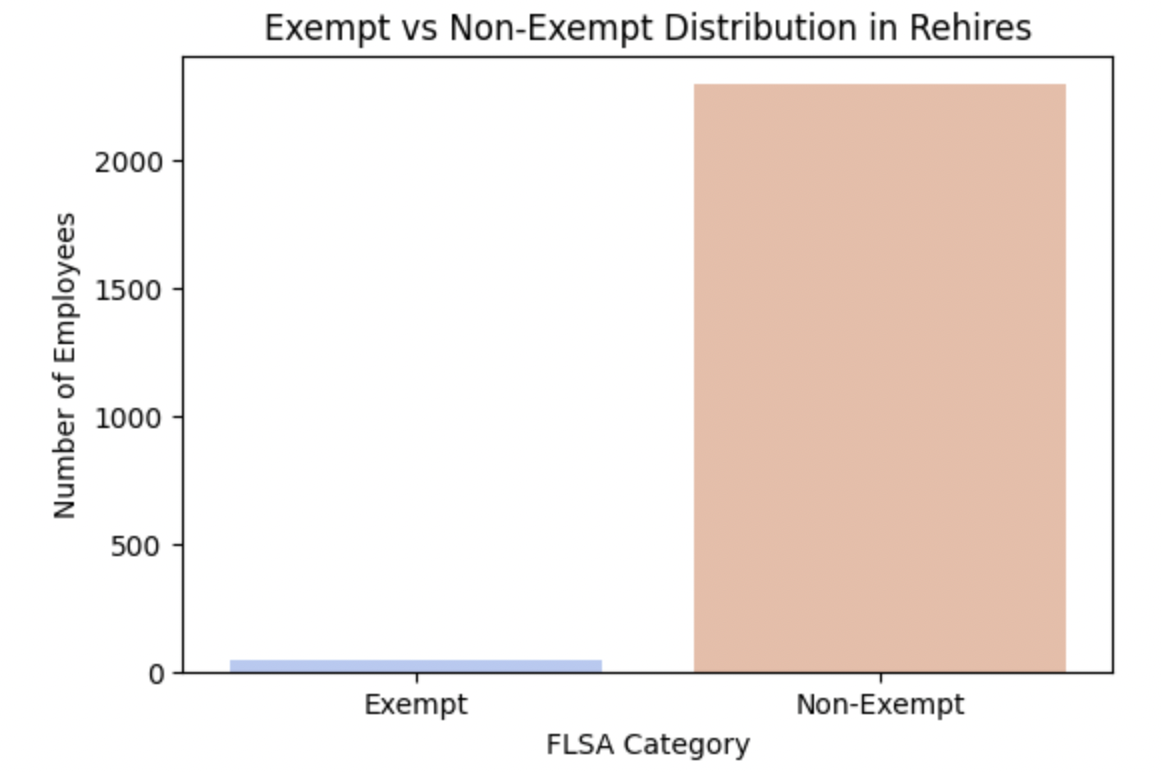 Exempt vs Non-Exempt Distribution in Rehires
Number of Employees
2000
1500
1000
500
0
Exempt
Non-Exempt
FLSA Category